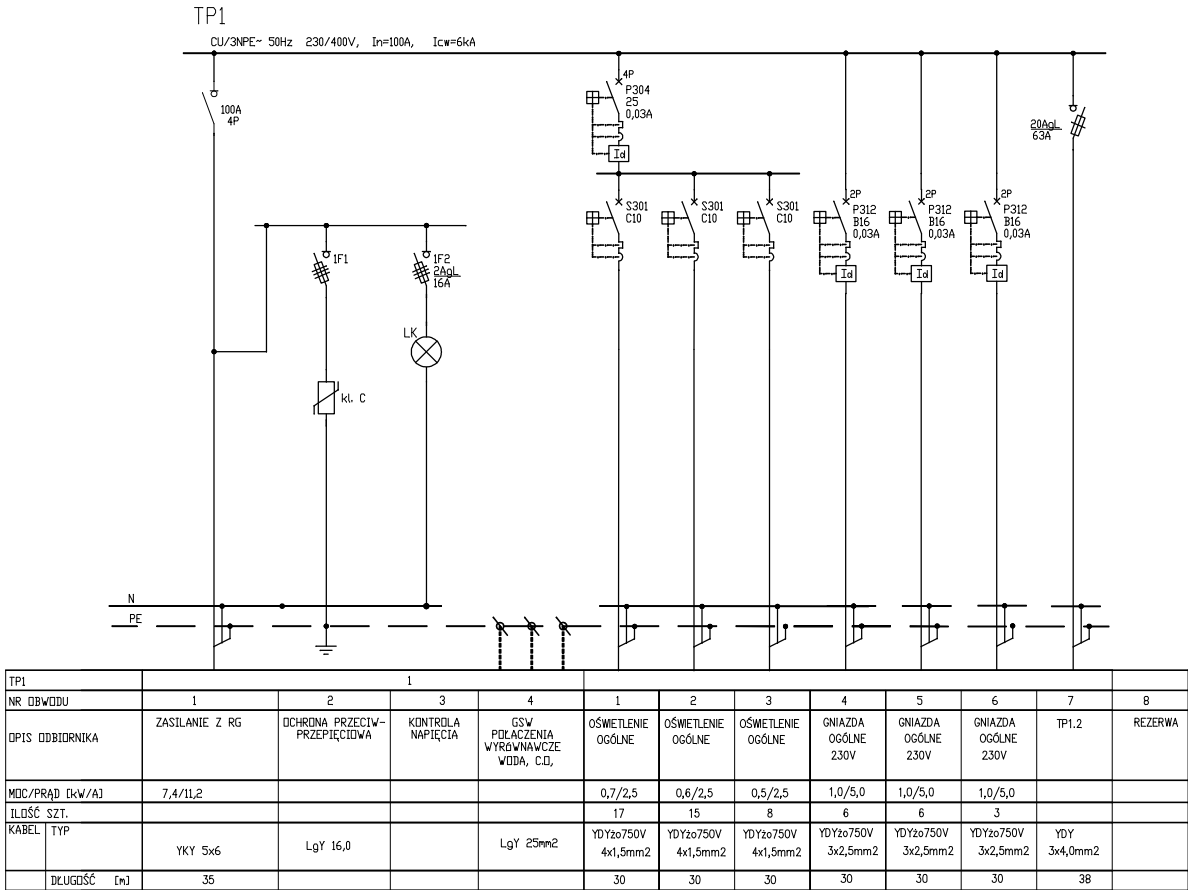 TP1
CU/3NPE~ 50Hz 230/400V, In=100A, Icw=6kA
100A
4P
4P
P304
25
0,03A
Id
20AgL
63A
S301
C10
S301
C10
S301
C10
2P
P312
B16
0,03A
Id
2P
P312
B16
0,03A
Id
2P
P312
B16
0,03A
Id
1F1
1F2
2AgL
16A
LK
kl. C
N
PE
TP1 1
NR OBWODU 1 2 3 4 1 2 3 4 5 6 7 8
OPIS ODBIORNIKA
ZASILANIE Z RG
OCHRONA PRZECIW-
PRZEPIĘCIOWA
KONTROLA
NAPIĘCIA
GSW
POŁĄCZENIA
WYRÓWNAWCZE
WODA, C.O,
OŚWIETLENIE
OGÓLNE
OŚWIETLENIE
OGÓLNE
OŚWIETLENIE
OGÓLNE
GNIAZDA
OGÓLNE
230V
GNIAZDA
OGÓLNE
230V
GNIAZDA
OGÓLNE
230V
TP1.2
REZERWA
MOC/PRĄD [kW/A] 7,4/11,2 0,7/2,5 0,6/2,5 0,5/2,5 1,0/5,0 1,0/5,0 1,0/5,0
ILOŚĆ SZT. 17 15 8 6 6 3
KABEL TYP
YKY 5x6
LgY 16,0
LgY 25mm2
YDYżo750V
4x1,5mm2
YDYżo750V
4x1,5mm2
YDYżo750V
4x1,5mm2
YDYżo750V
3x2,5mm2
YDYżo750V
3x2,5mm2
YDYżo750V
3x2,5mm2
YDY
3x4,0mm2
DŁUGOŚĆ [m] 35 30 30 30 30 30 30 38